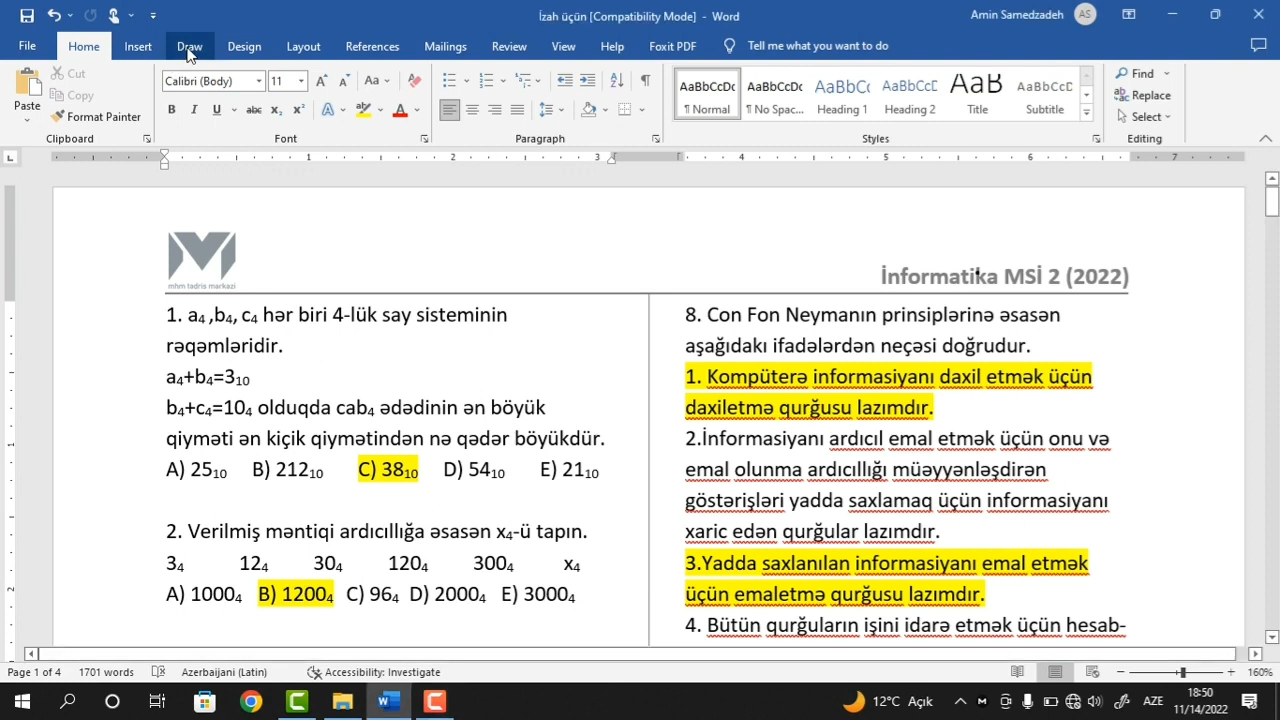 İzah üçün [Compatibility Mode] - Word
Amin Samedzadeh AS
File Home Insert Draw Design Layout References Mailings Review View Help Foxit PDF Tell me what you want to do
Paste
Cut
Copy
Format Painter
Clipboard
Calibri (Body) 11
Font
Paragraph
AaBbCcDc AaBbCcDc AaBbCc AaBbCcD AaB AaBbCcD
¶ Normal ¶ No Spac... Heading 1 Heading 2 Title Subtitle
Styles
Find
Replace
Select
Editing
1 2 3 4 5 6 7
mhm tədris mərkəzi
İnformatika MSİ 2 (2022)
1. a₄ ,b₄, c₄ hər biri 4-lük say sisteminin
rəqəmləridir.
a₄+b₄=3₁₀
b₄+c₄=10₄ olduqda cab₄ ədədinin ən böyük
qiyməti ən kiçik qiymətindən nə qədər böyükdür.
A) 25₁₀ B) 212₁₀ C) 38₁₀ D) 54₁₀ E) 21₁₀
2. Verilmiş məntiqi ardıcıllığa əsasən x₄-ü tapın.
3₄ 12₄ 30₄ 120₄ 300₄ x₄
A) 1000₄ B) 1200₄ C) 96₄ D) 2000₄ E) 3000₄
8. Con Fon Neymanın prinsiplərinə əsasən
aşağıdakı ifadələrdən neçəsi doğrudur.
1. Kompüterə informasiyanı daxil etmək üçün
daxiletmə qurğusu lazımdır.
2.İnformasiyanı ardıcıl emal etmək üçün onu və
emal olunma ardıcıllığı müəyyənləşdirən
göstərişləri yadda saxlamaq üçün informasiyanı
xaric edən qurğular lazımdır.
3.Yadda saxlanılan informasiyanı emal etmək
üçün emaletmə qurğusu lazımdır.
4. Bütün qurğuların işini idarə etmək üçün hesab-
Page 1 of 4 1701 words Azerbaijani (Latin) Accessibility: Investigate 160%
12°C Açık AZE 18:50
11/14/2022